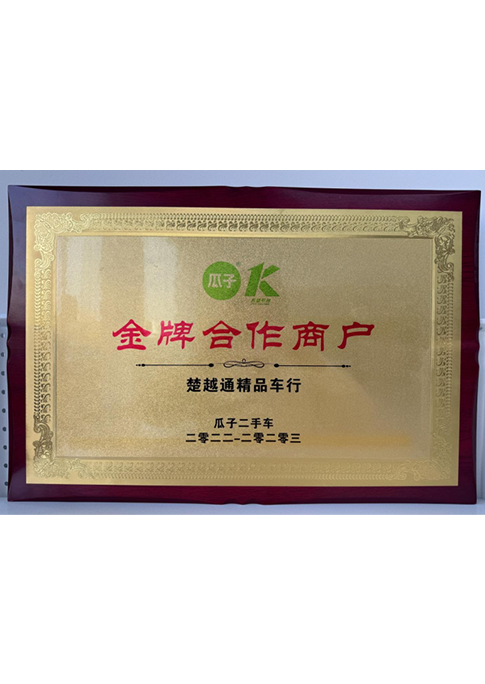 瓜子® K
金牌合作商户
楚越通精品车行
瓜子二手车
二零二二-二零二零三